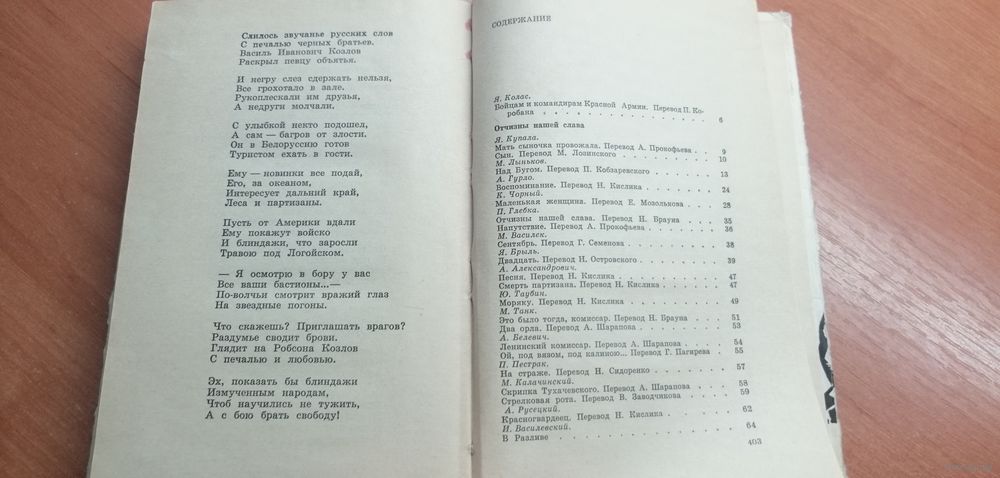 Слилось звучанье русских слов
С печалью черных братьев.
Василь Иванович Козлов
Раскрыл певцу объятья.
И негру слез сдержать нельзя,
Все грохотало в зале.
Рукоплескали им друзья,
А недруги молчали.
С улыбкой некто подошел,
А сам — багров от злости.
Он в Белоруссию готов
Туристом ехать в гости.
Ему — новинки все подай,
Его, за океаном,
Интересует дальний край,
Леса и партизаны.
Пусть от Америки вдали
Ему покажут войско
И блиндажи, что заросли
Травою под Логойском.
— Я осмотрю в бору у вас
Все ваши бастионы...—
По-волчьи смотрит вражий глаз
На звездные погоны.
Что скажешь? Приглашать врагов?
Раздумье сводит брови.
Глядит на Робсона Козлов
С печалью и любовью.
Эх, показать бы блиндажи
Измученным народам,
Чтоб научились не тужить,
А с бою брать свободу!
СОДЕРЖАНИЕ
Я. Колас.
Бойцам и командирам Красной Армии. Перевод П. Ко-
робана . . . . . . . . . . . . . . 6
Отчизны нашей слава
Я. Купала.
Мать сыночка провожала. Перевод А. Прокофьева . . 9
Сын. Перевод М. Лозинского . . . . . . . 10
М. Лыньков.
Над Бугом. Перевод П. Кобзаревского . . . . . 13
А. Гурло.
Воспоминание. Перевод Н. Кислика . . . . . . 24
К. Чорный.
Маленькая женщина. Перевод Е. Мозолькова . . . 28
П. Глебка.
Отчизны нашей слава. Перевод Н. Брауна . . . 35
Напутствие. Перевод А. Прокофьева . . . . . 36
М. Василек.
Сентябрь. Перевод Г. Семенова . . . . . . 38
Я. Брыль.
Двадцать. Перевод Н. Островского . . . . . . 39
А. Александрович.
Песня. Перевод Н. Кислика . . . . . . . 47
Смерть партизана. Перевод Н. Кислика . . . . 47
Ю. Таубин.
Моряку. Перевод Н. Кислика . . . . . . . 49
М. Танк.
Это было тогда, комиссар. Перевод Н. Брауна . . . 51
Два орла. Перевод А. Шарапова . . . . . . 53
А. Белевич.
Ленинский комиссар. Перевод А. Шарапова . . . 54
Ой, под вязом, под калиною... Перевод Г. Пагирева . . 55
П. Пестрак.
На страже. Перевод Н. Сидоренко . . . . . . 57
М. Калачинский.
Скрипка Тухачевского. Перевод А. Шарапова . . . 58
Стрелковая рота. Перевод В. Заводчикова . . . . 59
А. Русецкий.
Красногвардеец. Перевод Н. Кислика . . . . . 62
И. Василевский.
В Разливе . . . . . . . . . . . . 64
403